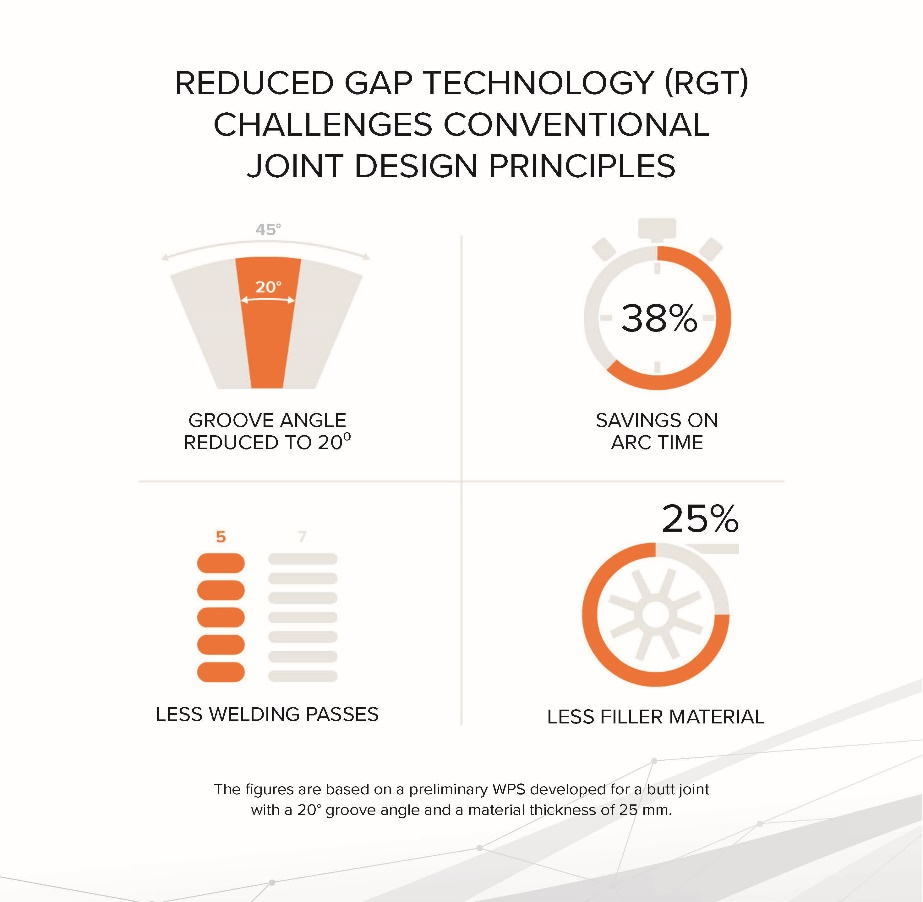 REDUCED GAP TECHNOLOGY (RGT)
CHALLENGES CONVENTIONAL
JOINT DESIGN PRINCIPLES
45°
20°
GROOVE ANGLE
REDUCED TO 20⁰
38%
SAVINGS ON
ARC TIME
5 7
LESS WELDING PASSES
25%
LESS FILLER MATERIAL
The figures are based on a preliminary WPS developed for a butt joint
with a 20° groove angle and a material thickness of 25 mm.